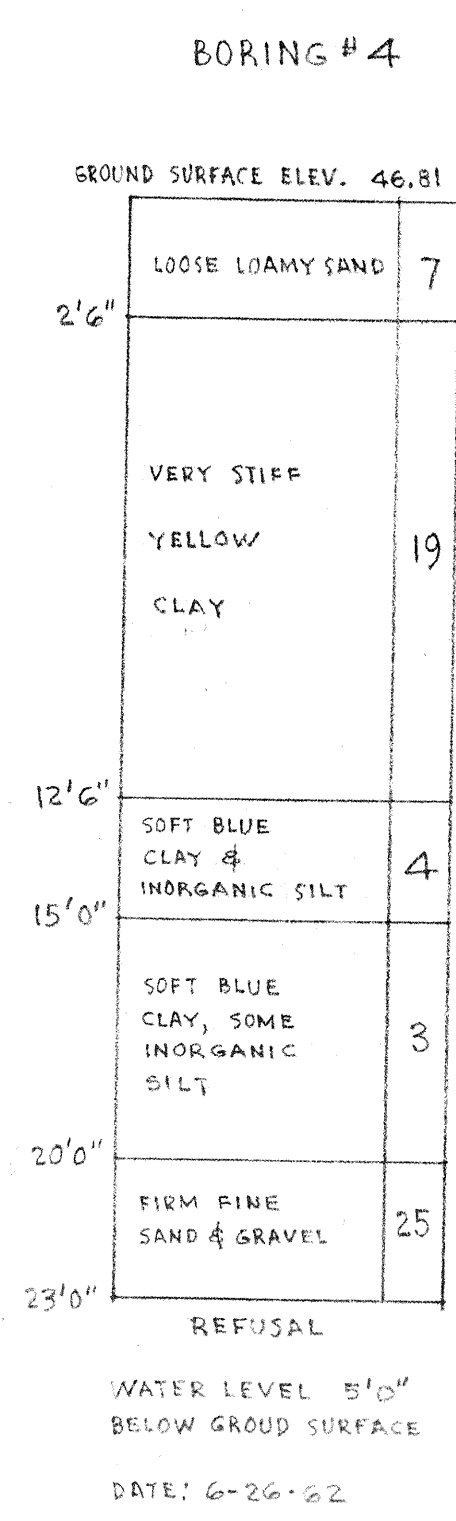 BORING #4
GROUND SURFACE ELEV. 46.81
LOOSE LOAMY SAND 7
2'6"
VERY STIFF
YELLOW 19
CLAY
12'6"
SOFT BLUE
CLAY & 4
INORGANIC SILT
15'0"
SOFT BLUE
CLAY, SOME 3
INORGANIC
SILT
20'0"
FIRM FINE
SAND & GRAVEL 25
23'0"
REFUSAL
WATER LEVEL 5'0"
BELOW GROUD SURFACE
DATE: 6-26-62